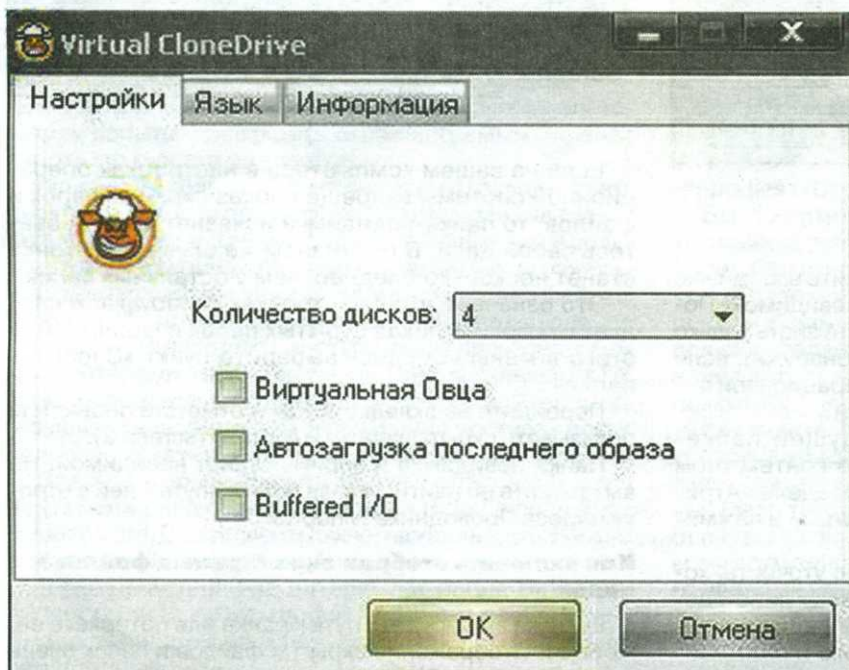 Virtual CloneDrive
Настройки Язык Информация
Количество дисков: 4
Виртуальная Овца
Автозагрузка последнего образа
Buffered I/O
OK Отмена